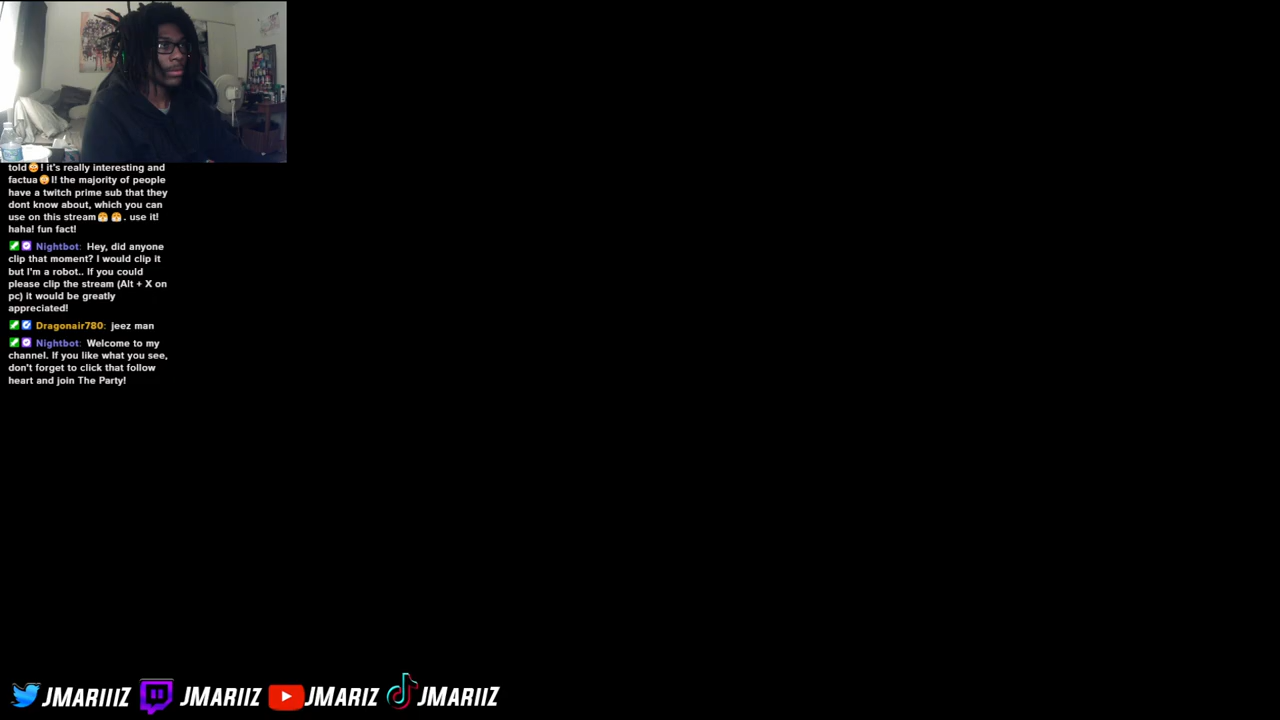 told😊! it's really interesting and
factua😳l! the majority of people
have a twitch prime sub that they
dont know about, which you can
use on this stream😤 😤. use it!
haha! fun fact!
Nightbot: Hey, did anyone
clip that moment? I would clip it
but I'm a robot.. If you could
please clip the stream (Alt + X on
pc) it would be greatly
appreciated!
Dragonair780: jeez man
Nightbot: Welcome to my
channel. If you like what you see,
don't forget to click that follow
heart and join The Party!
JMARIIIZ JMARIIZ JMARIZ JMARIIZ